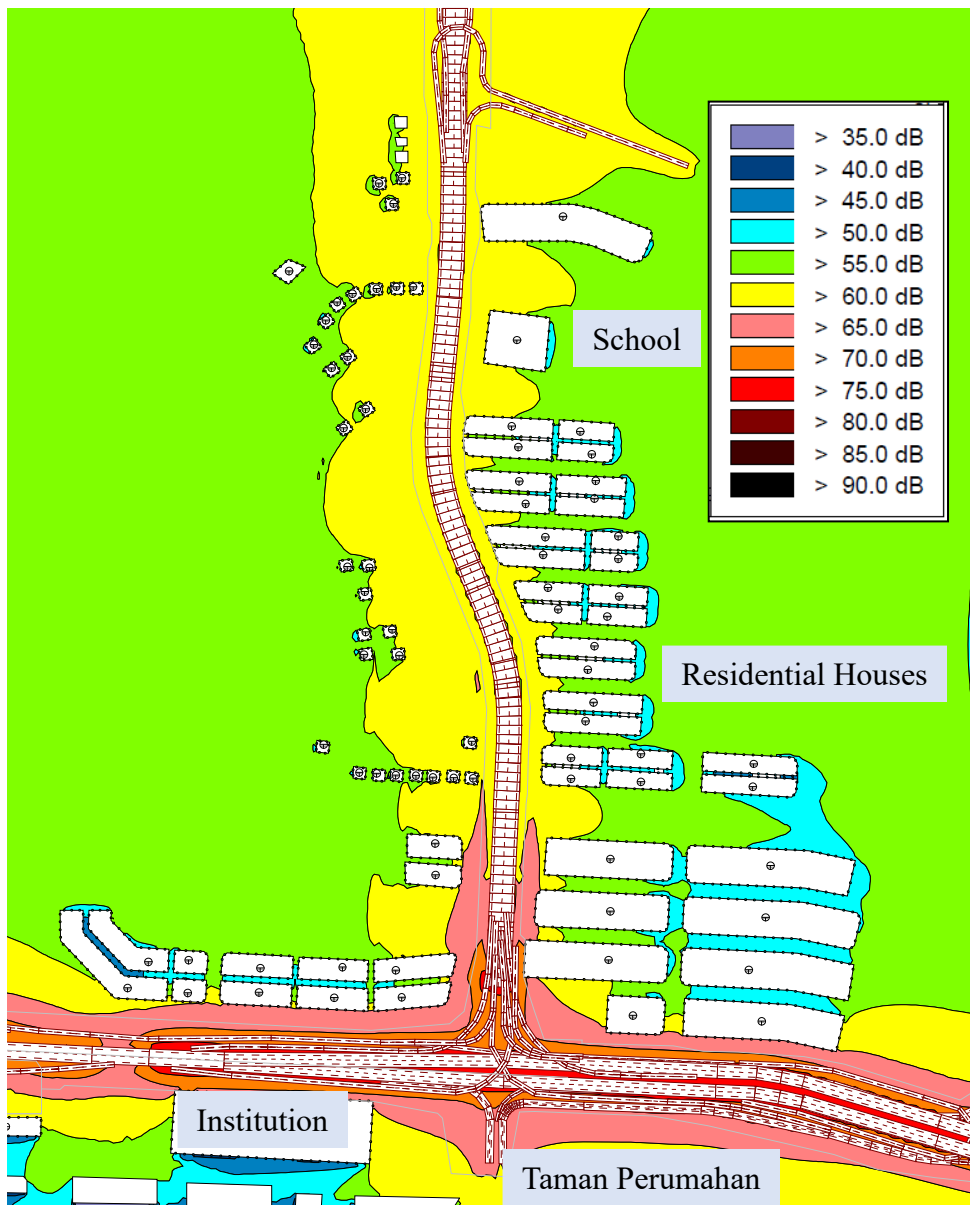 > 35.0 dB
> 40.0 dB
> 45.0 dB
> 50.0 dB
> 55.0 dB
> 60.0 dB
> 65.0 dB
> 70.0 dB
> 75.0 dB
> 80.0 dB
> 85.0 dB
> 90.0 dB
School
Residential Houses
Institution
Taman Perumahan